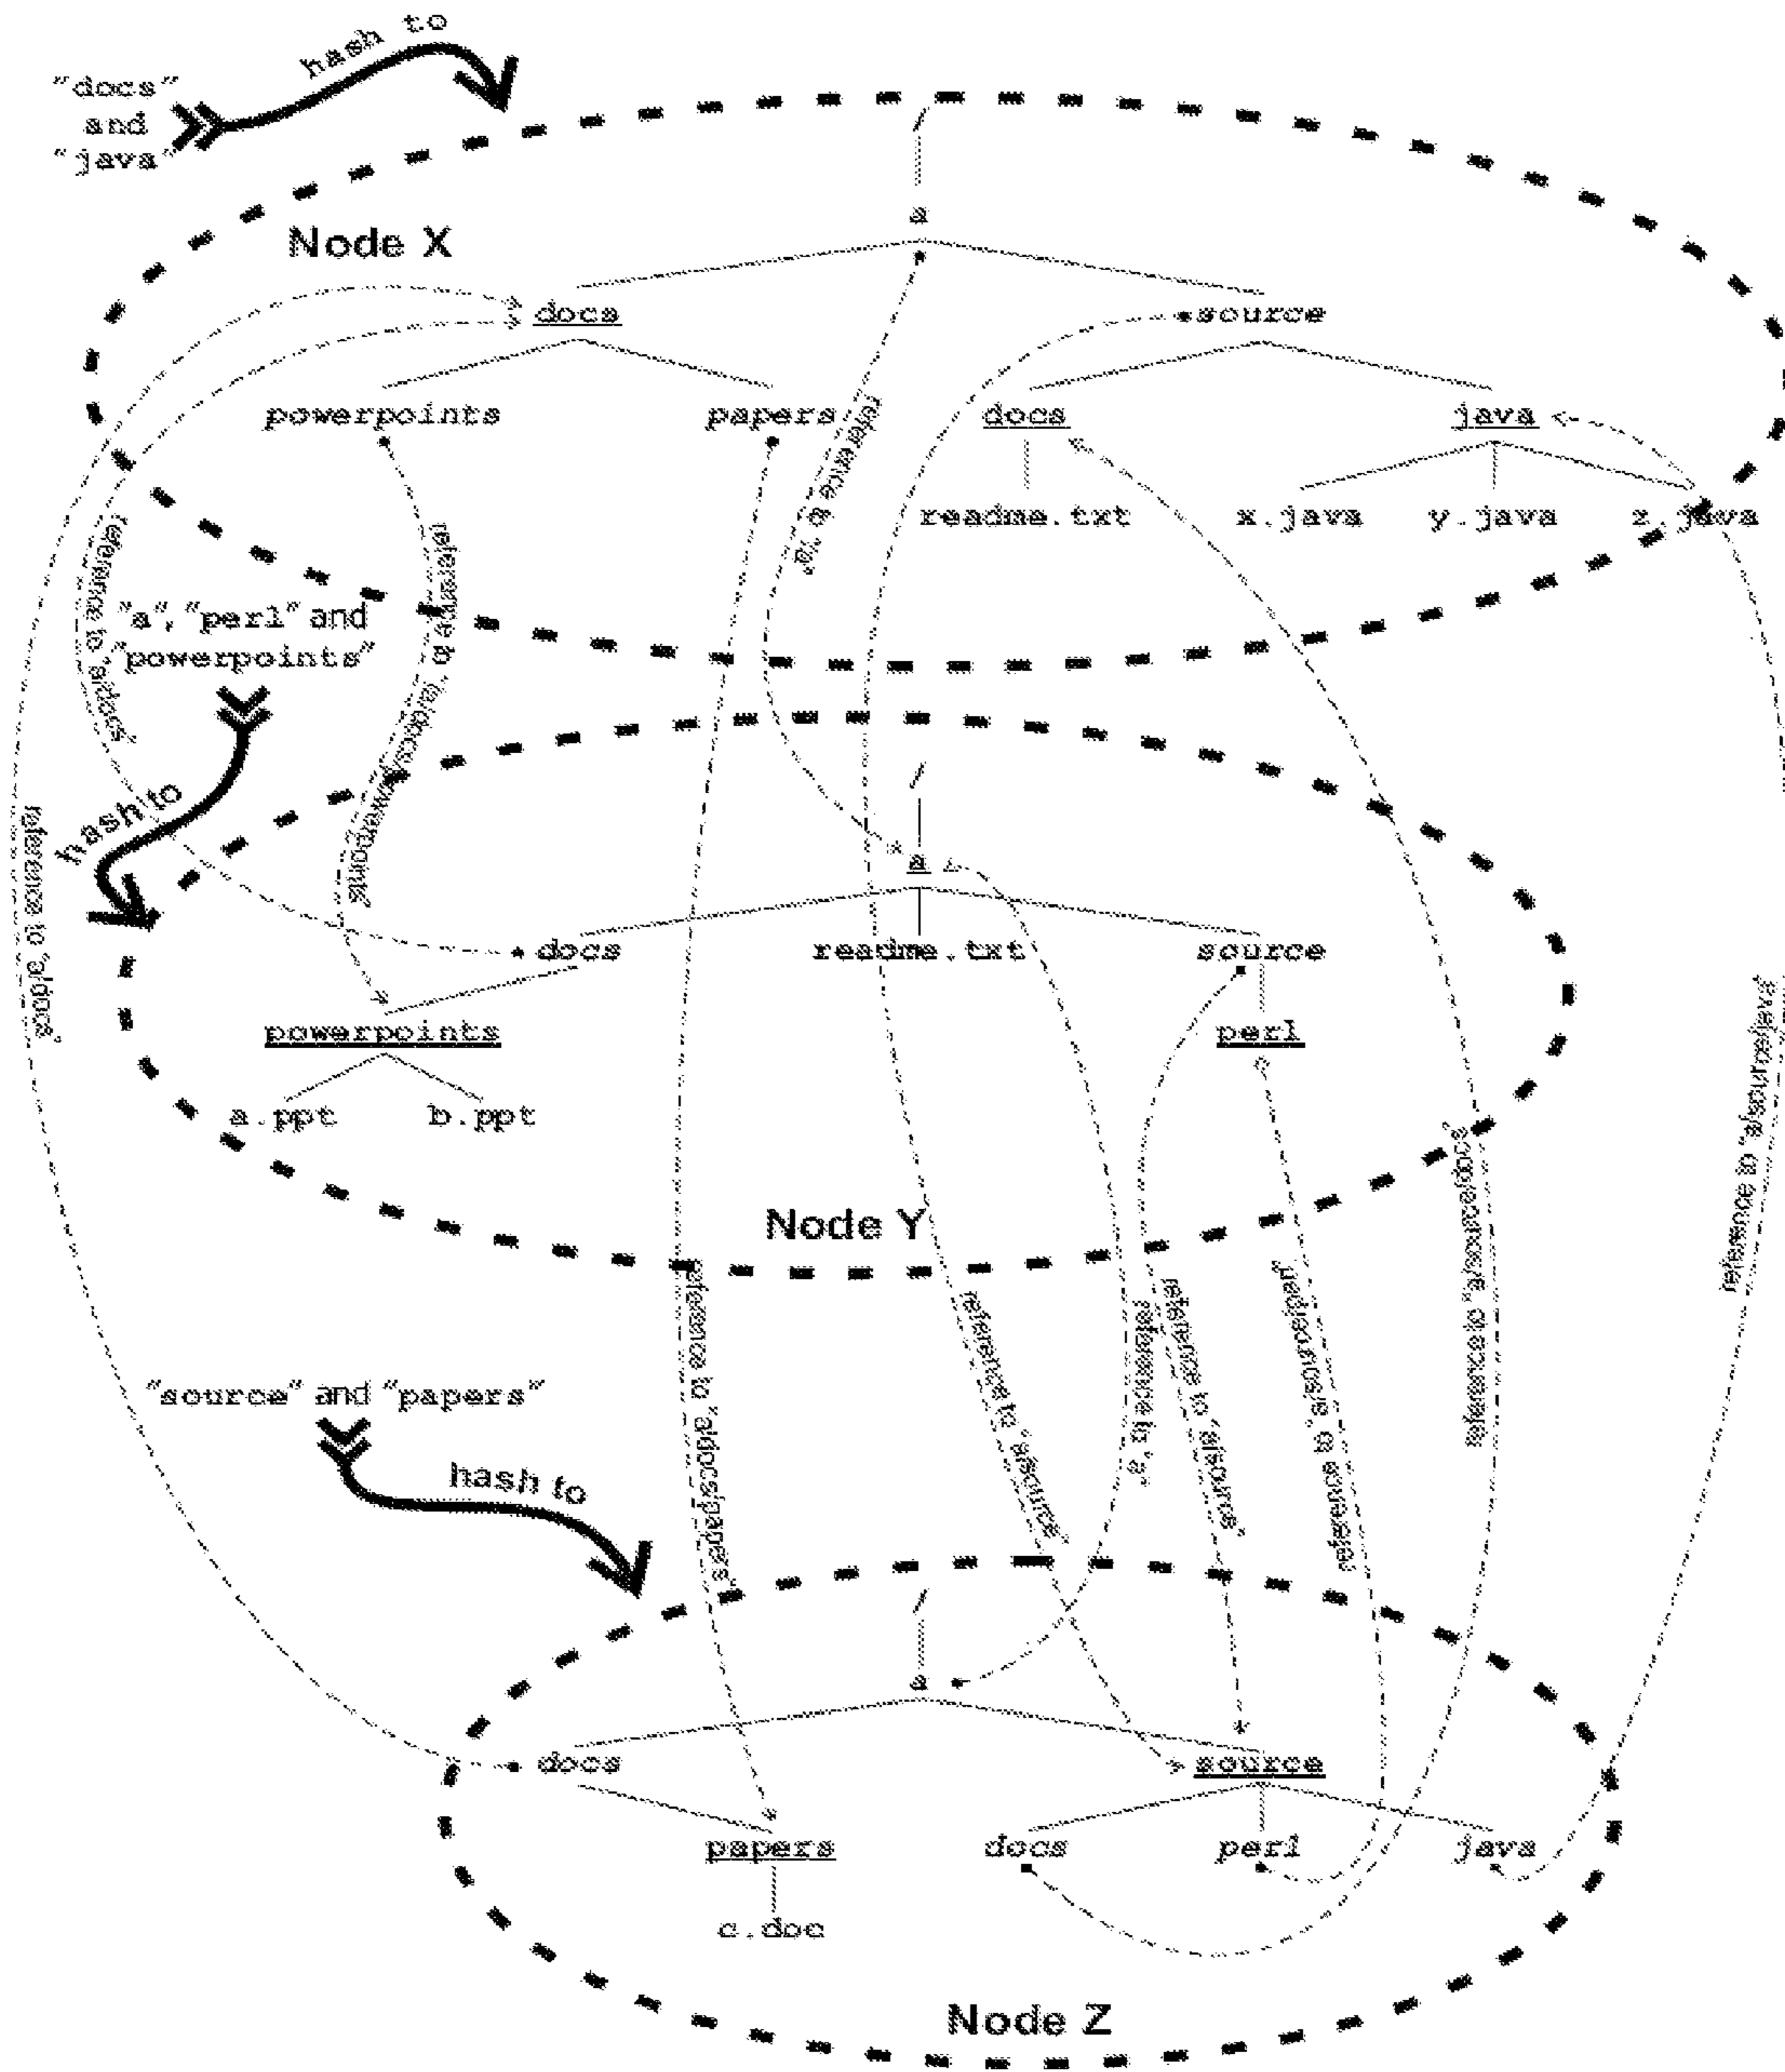 hash to
"docs"
and
"java"
/
a
Node X
docs
source
powerpoints
papers
docs
java
readme.txt
x.java
y.java
z.java
reference to "a"
reference to "a/docs"
reference to "/a/docs/powerpoints"
"a", "perl" and
"powerpoints"
hash to
/
a
docs
readme.txt
source
powerpoints
perl
a.ppt
b.ppt
reference to "a/docs"
Node Y
reference to "a/docs/papers"
reference to "a/source"
reference to "a"
reference to "a/source"
reference to "a/source/perl"
reference to "a/source/docs"
reference to "a/source/java"
"source" and "papers"
hash to
/
a
docs
source
papers
docs
perl
java
c.doc
Node Z